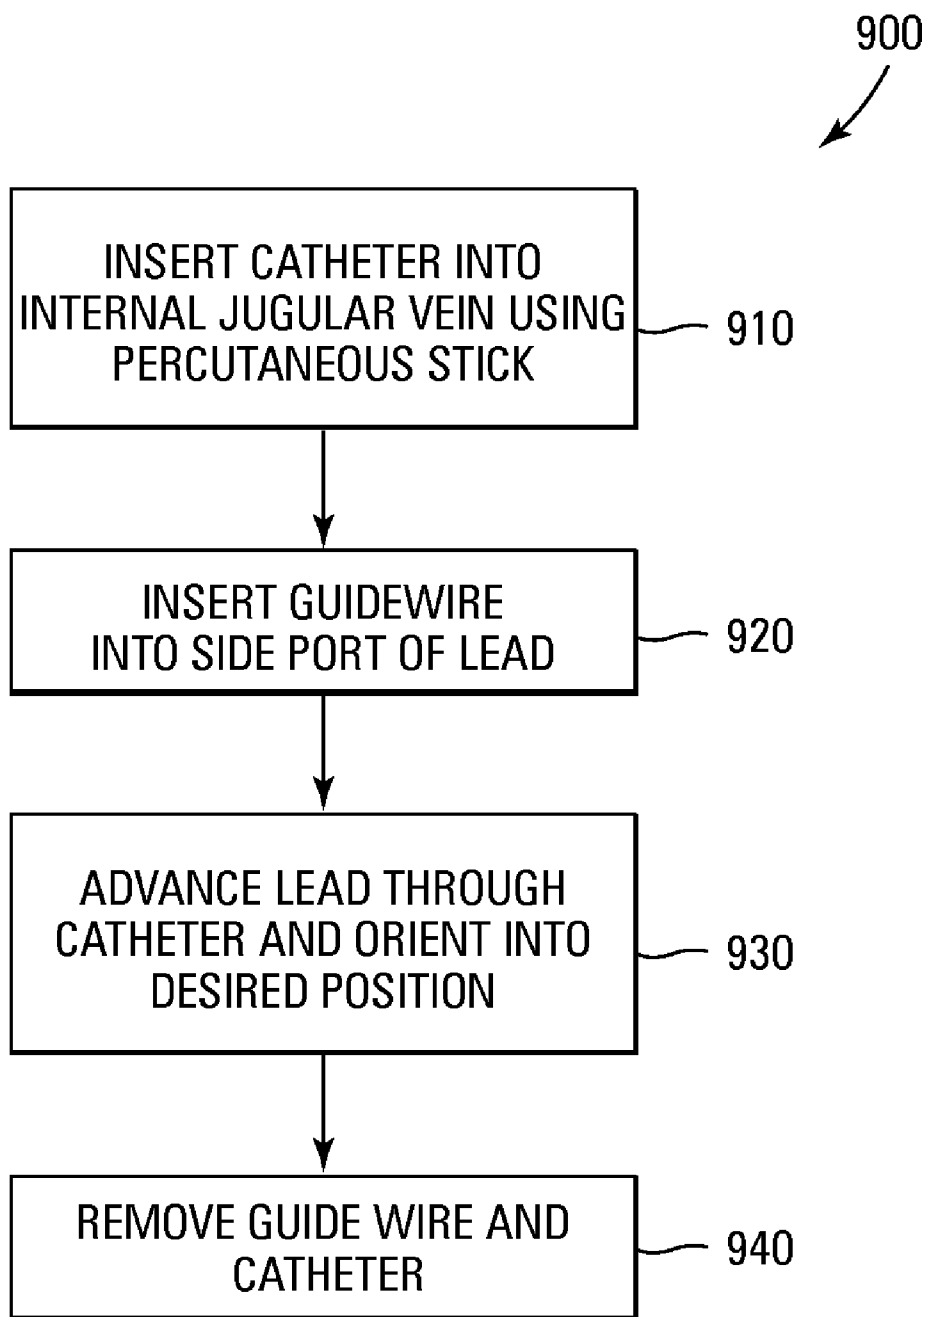 900
INSERT CATHETER INTO
INTERNAL JUGULAR VEIN USING
PERCUTANEOUS STICK
910
INSERT GUIDEWIRE
INTO SIDE PORT OF LEAD
920
ADVANCE LEAD THROUGH
CATHETER AND ORIENT INTO
DESIRED POSITION
930
REMOVE GUIDE WIRE AND
CATHETER
940